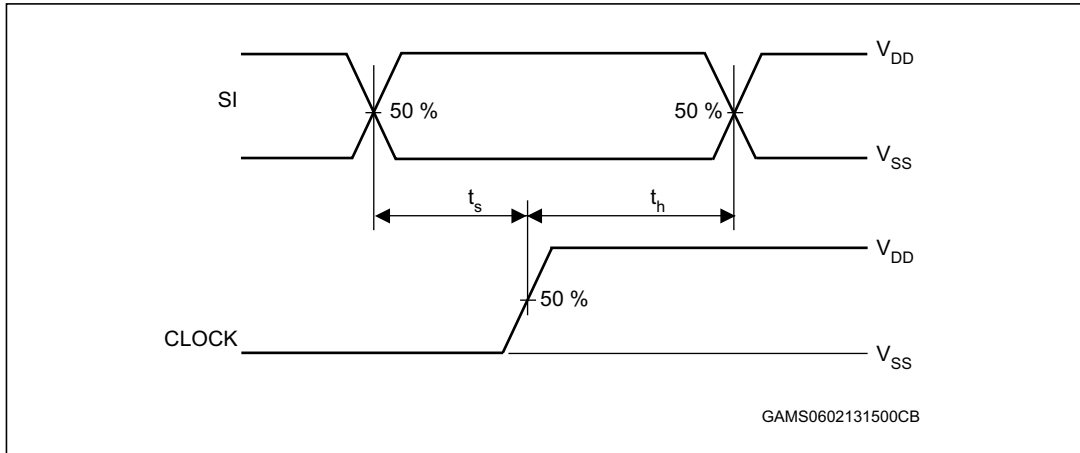 V_DD
SI
50 %
50 %
V_SS
t_s
t_h
V_DD
50 %
CLOCK
V_SS
GAMS0602131500CB